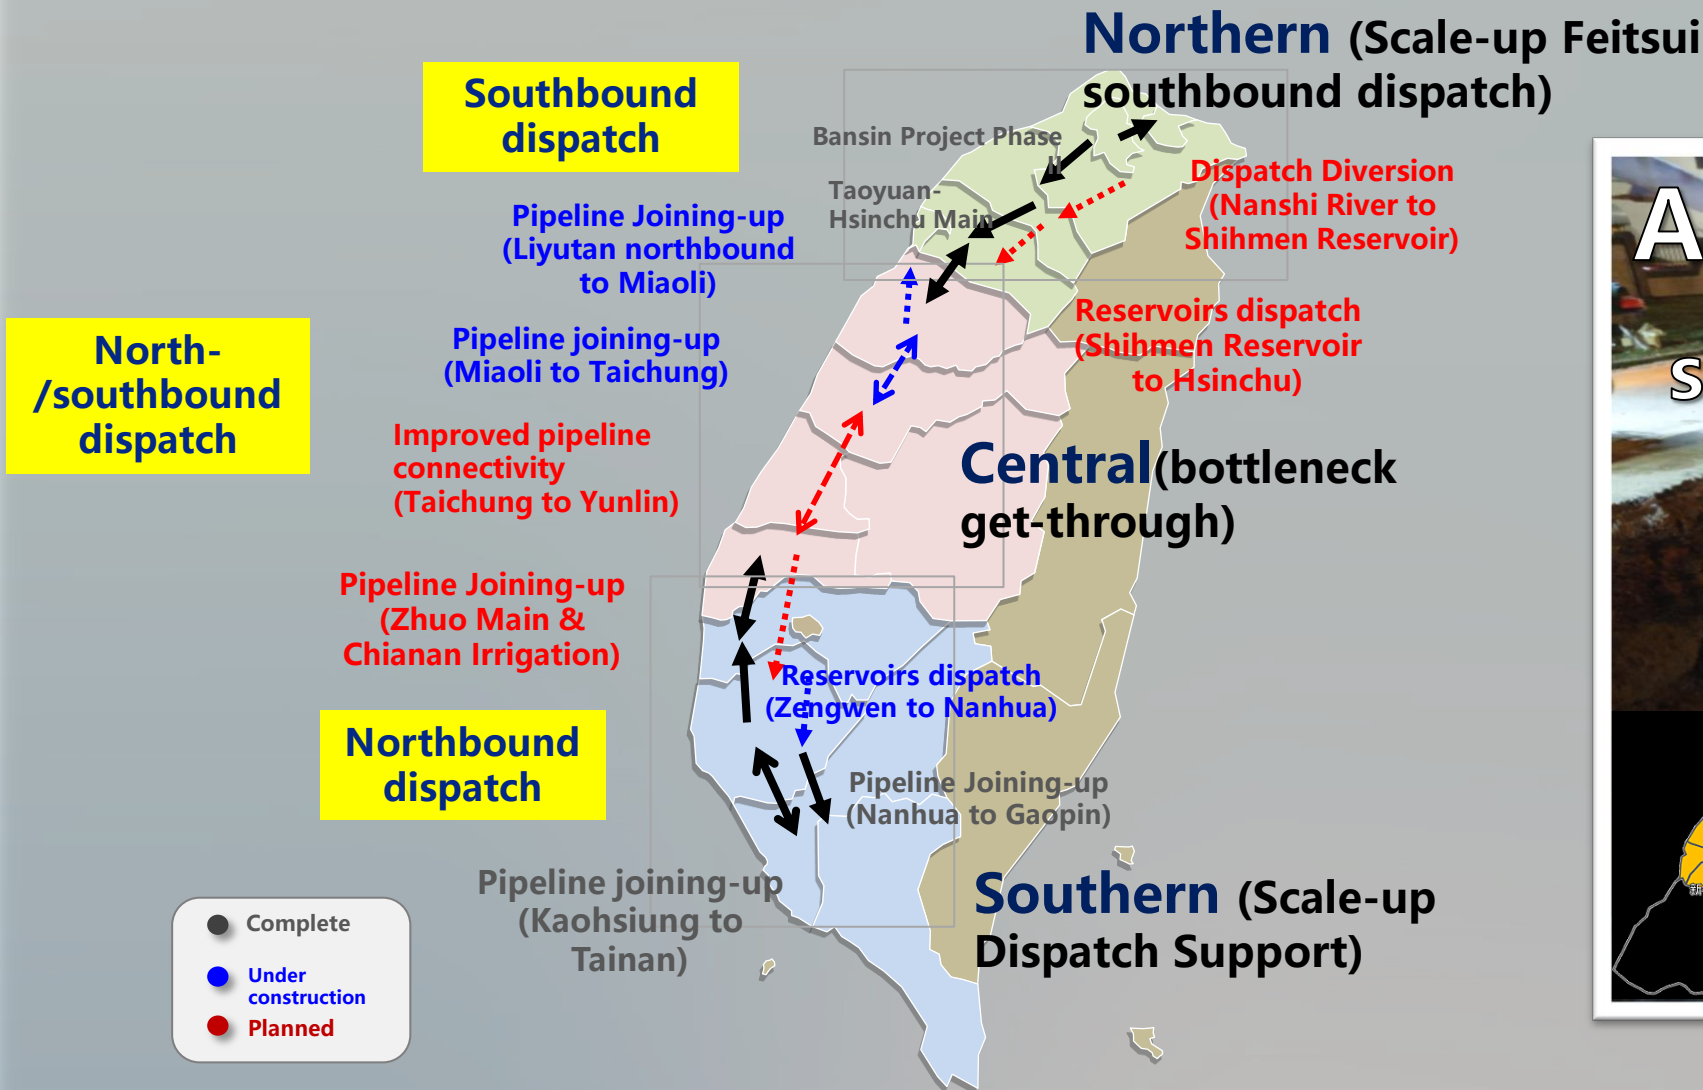 Northern (Scale-up Feitsui
southbound dispatch)
Southbound
dispatch
Bansin Project Phase
II
Taoyuan-
Hsinchu Main
Dispatch Diversion
(Nanshi River to
Shihmen Reservoir)
Pipeline Joining-up
(Liyutan northbound
to Miaoli)
Reservoirs dispatch
(Shihmen Reservoir
to Hsinchu)
North-
/southbound
dispatch
Pipeline joining-up
(Miaoli to Taichung)
Improved pipeline
connectivity
(Taichung to Yunlin)
Central(bottleneck
get-through)
Pipeline Joining-up
(Zhuo Main &
Chianan Irrigation)
Reservoirs dispatch
(Zengwen to Nanhua)
Northbound
dispatch
Pipeline Joining-up
(Nanhua to Gaopin)
Pipeline joining-up
(Kaohsiung to
Tainan)
Southern (Scale-up
Dispatch Support)
Complete
Under
construction
Planned
A
s